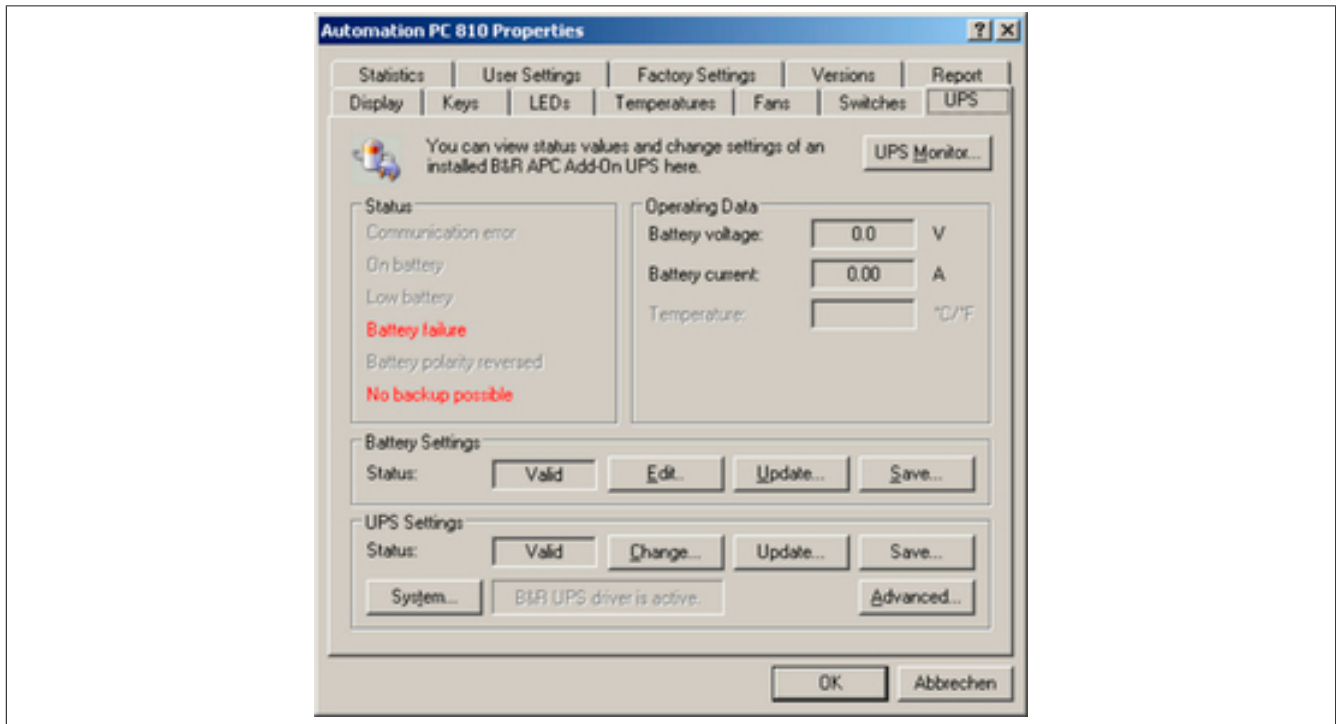 Automation PC 810 Properties
Statistics User Settings Factory Settings Versions Report
Display Keys LEDs Temperatures Fans Switches UPS
You can view status values and change settings of an
installed B&R APC Add-On UPS here.
UPS Monitor...
Status
Communication error
On battery
Low battery
Battery failure
Battery polarity reversed
No backup possible
Operating Data
Battery voltage: 0.0 V
Battery current: 0.00 A
Temperature: °C/°F
Battery Settings
Status: Valid Edit.. Update... Save...
UPS Settings
Status: Valid Change... Update... Save...
System... B&R UPS driver is active. Advanced...
OK Abbrechen